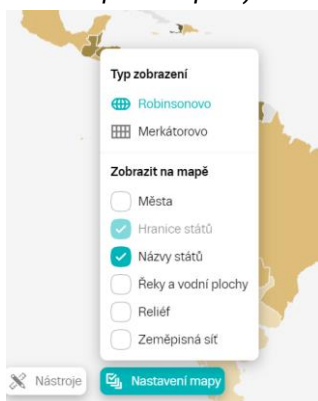 Typ zobrazení
Robinsonovo
Merkátorovo
Zobrazit na mapě
Města
Hranice států
Názvy států
Řeky a vodní plochy
Reliéf
Zeměpisná síť
Nástroje
Nastavení mapy